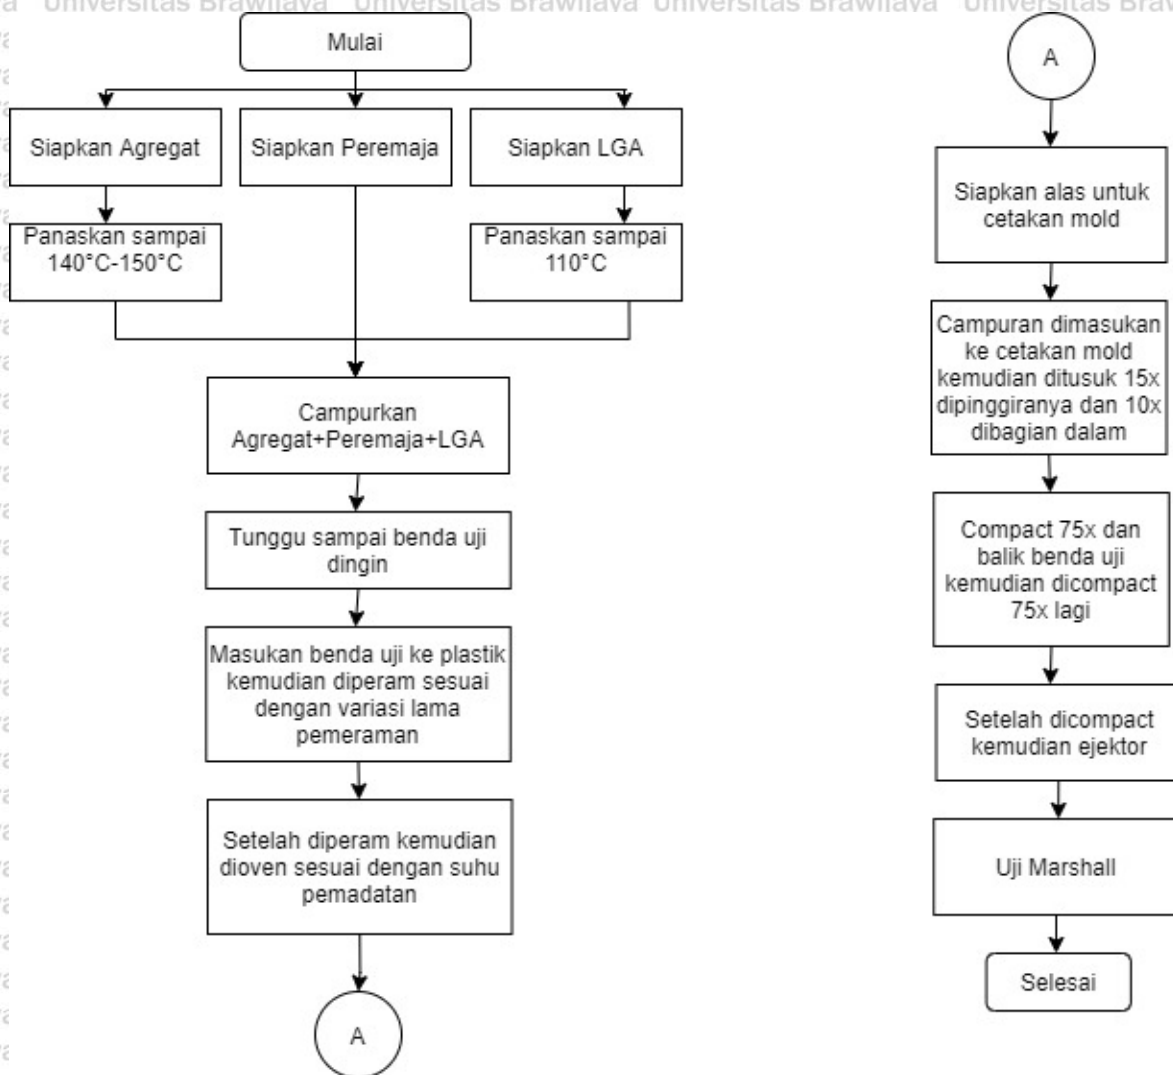 Universitas Brawijaya Universitas Brawijaya Universitas Brawijaya Universitas
Mulai
Siapkan Agregat
Siapkan Peremaja
Siapkan LGA
Panaskan sampai
140°C-150°C
Panaskan sampai
110°C
Campurkan
Agregat+Peremaja+LGA
Tunggu sampai benda uji
dingin
Masukan benda uji ke plastik
kemudian diperam sesuai
dengan variasi lama
pemeraman
Setelah diperam kemudian
dioven sesuai dengan suhu
pemadatan
A
A
Siapkan alas untuk
cetakan mold
Campuran dimasukan
ke cetakan mold
kemudian ditusuk 15x
dipinggiranya dan 10x
dibagian dalam
Compact 75x dan
balik benda uji
kemudian dicompact
75x lagi
Setelah dicompact
kemudian ejektor
Uji Marshall
Selesai